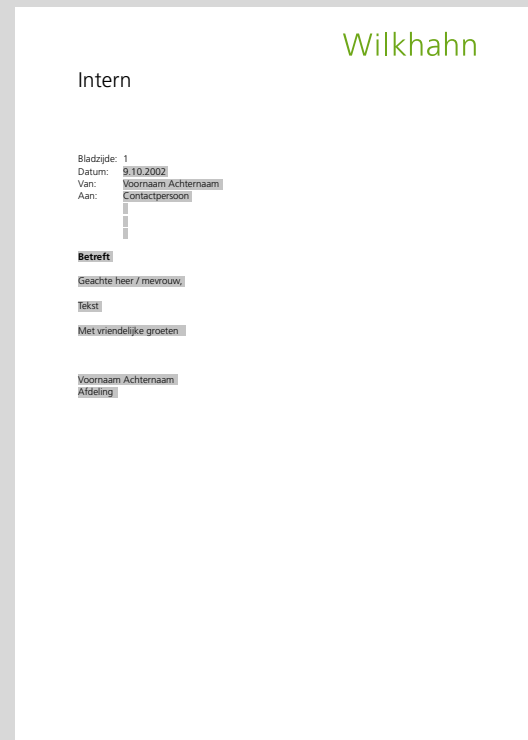 Wilkhahn
Intern
Bladzijde: 1
Datum: 9.10.2002
Van: Voornaam Achternaam
Aan: Contactpersoon
Betreft
Geachte heer / mevrouw,
Tekst
Met vriendelijke groeten
Voornaam Achternaam
Afdeling